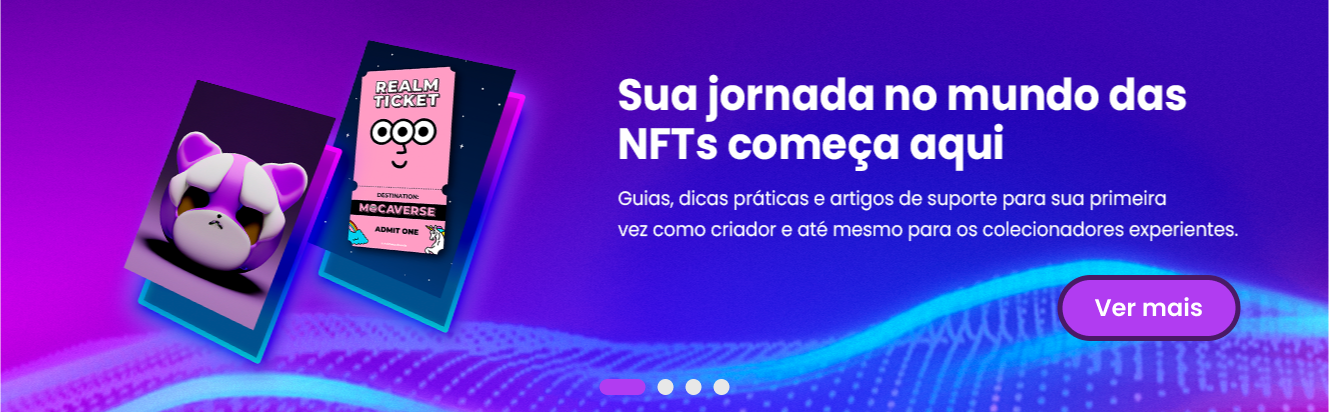 REALM
TICKET
DESTINATION:
MOCAVERSE
ADMIT ONE
Sua jornada no mundo das
NFTs começa aqui
Guias, dicas práticas e artigos de suporte para sua primeira
vez como criador e até mesmo para os colecionadores experientes.
Ver mais